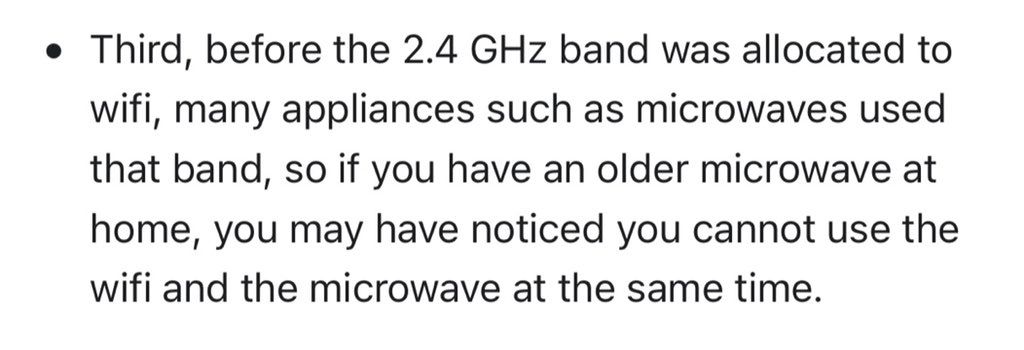 • Third, before the 2.4 GHz band was allocated to
wifi, many appliances such as microwaves used
that band, so if you have an older microwave at
home, you may have noticed you cannot use the
wifi and the microwave at the same time.